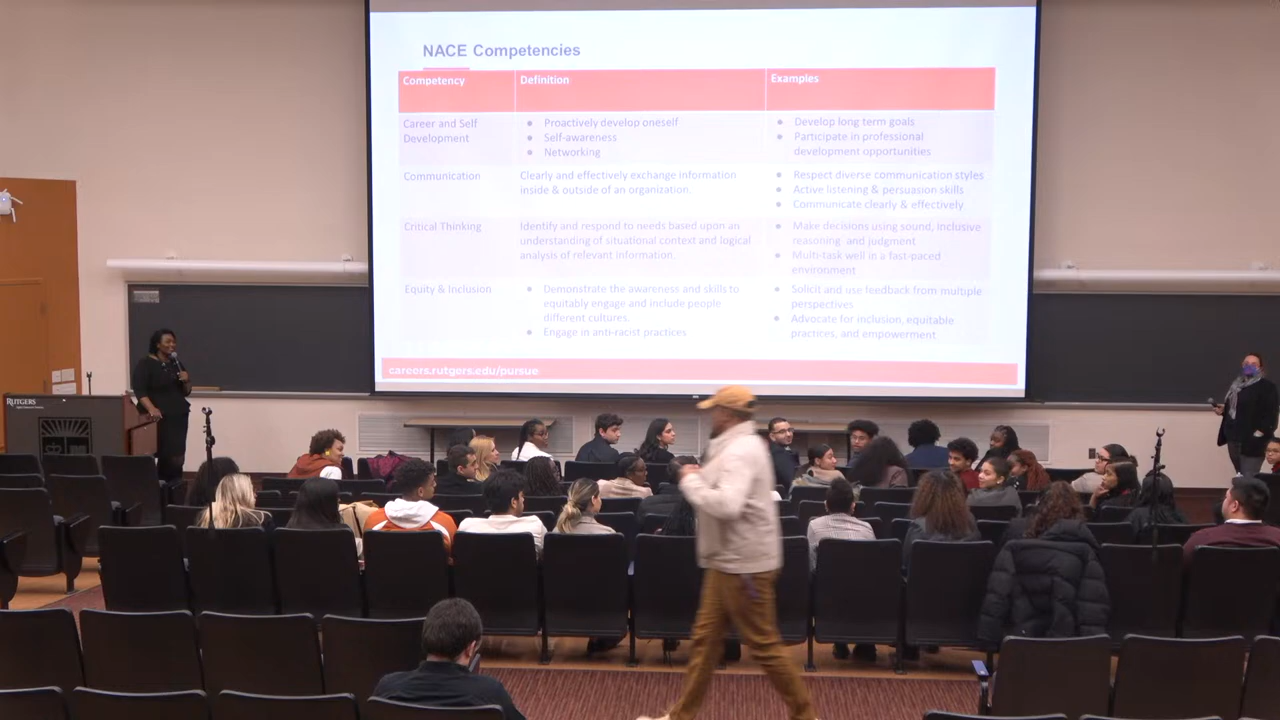 NACE Competencies
Competency
Definition
Examples
Career and Self
Development
● Proactively develop oneself
● Self-awareness
● Networking
● Develop long term goals
● Participate in professional
development opportunities
Communication
Clearly and effectively exchange information
inside & outside of an organization.
● Respect diverse communication styles
● Active listening & persuasion skills
● Communicate clearly & effectively
Critical Thinking
Identify and respond to needs based upon an
understanding of situational context and logical
analysis of relevant information.
● Make decisions using sound, inclusive
reasoning and judgment
● Multi-task well in a fast-paced
environment
Equity & Inclusion
● Demonstrate the awareness and skills to
equitably engage and include people
different cultures.
● Engage in anti-racist practices
● Solicit and use feedback from multiple
perspectives
● Advocate for inclusion, equitable
practices, and empowerment
careers.rutgers.edu/pursue
RUTGERS